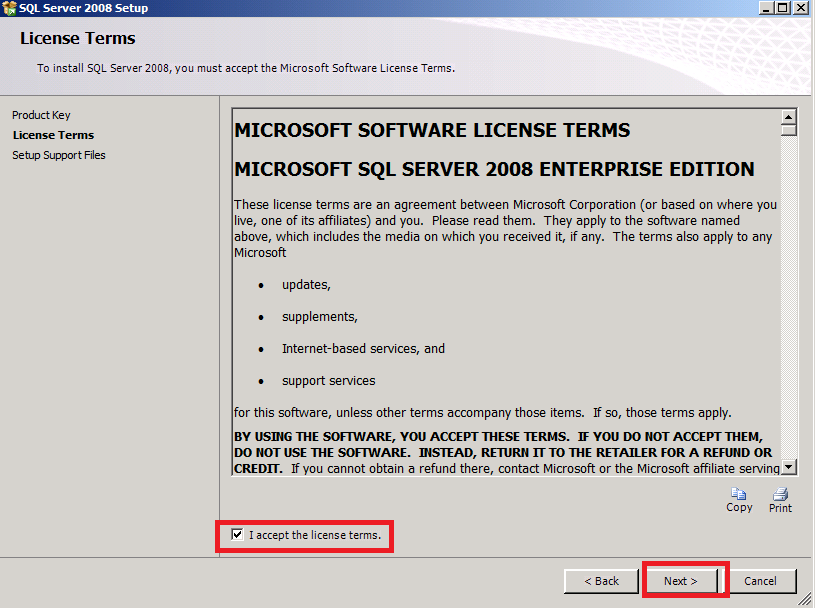 SQL Server 2008 Setup
License Terms
To install SQL Server 2008, you must accept the Microsoft Software License Terms.
Product Key
License Terms
Setup Support Files
MICROSOFT SOFTWARE LICENSE TERMS
MICROSOFT SQL SERVER 2008 ENTERPRISE EDITION
These license terms are an agreement between Microsoft Corporation (or based on where you
live, one of its affiliates) and you.  Please read them.  They apply to the software named
above, which includes the media on which you received it, if any.  The terms also apply to any
Microsoft
• updates,
• supplements,
• Internet-based services, and
• support services
for this software, unless other terms accompany those items.  If so, those terms apply.
BY USING THE SOFTWARE, YOU ACCEPT THESE TERMS.  IF YOU DO NOT ACCEPT THEM,
DO NOT USE THE SOFTWARE.  INSTEAD, RETURN IT TO THE RETAILER FOR A REFUND OR
CREDIT.  If you cannot obtain a refund there, contact Microsoft or the Microsoft affiliate serving
Copy Print
I accept the license terms.
< Back Next > Cancel